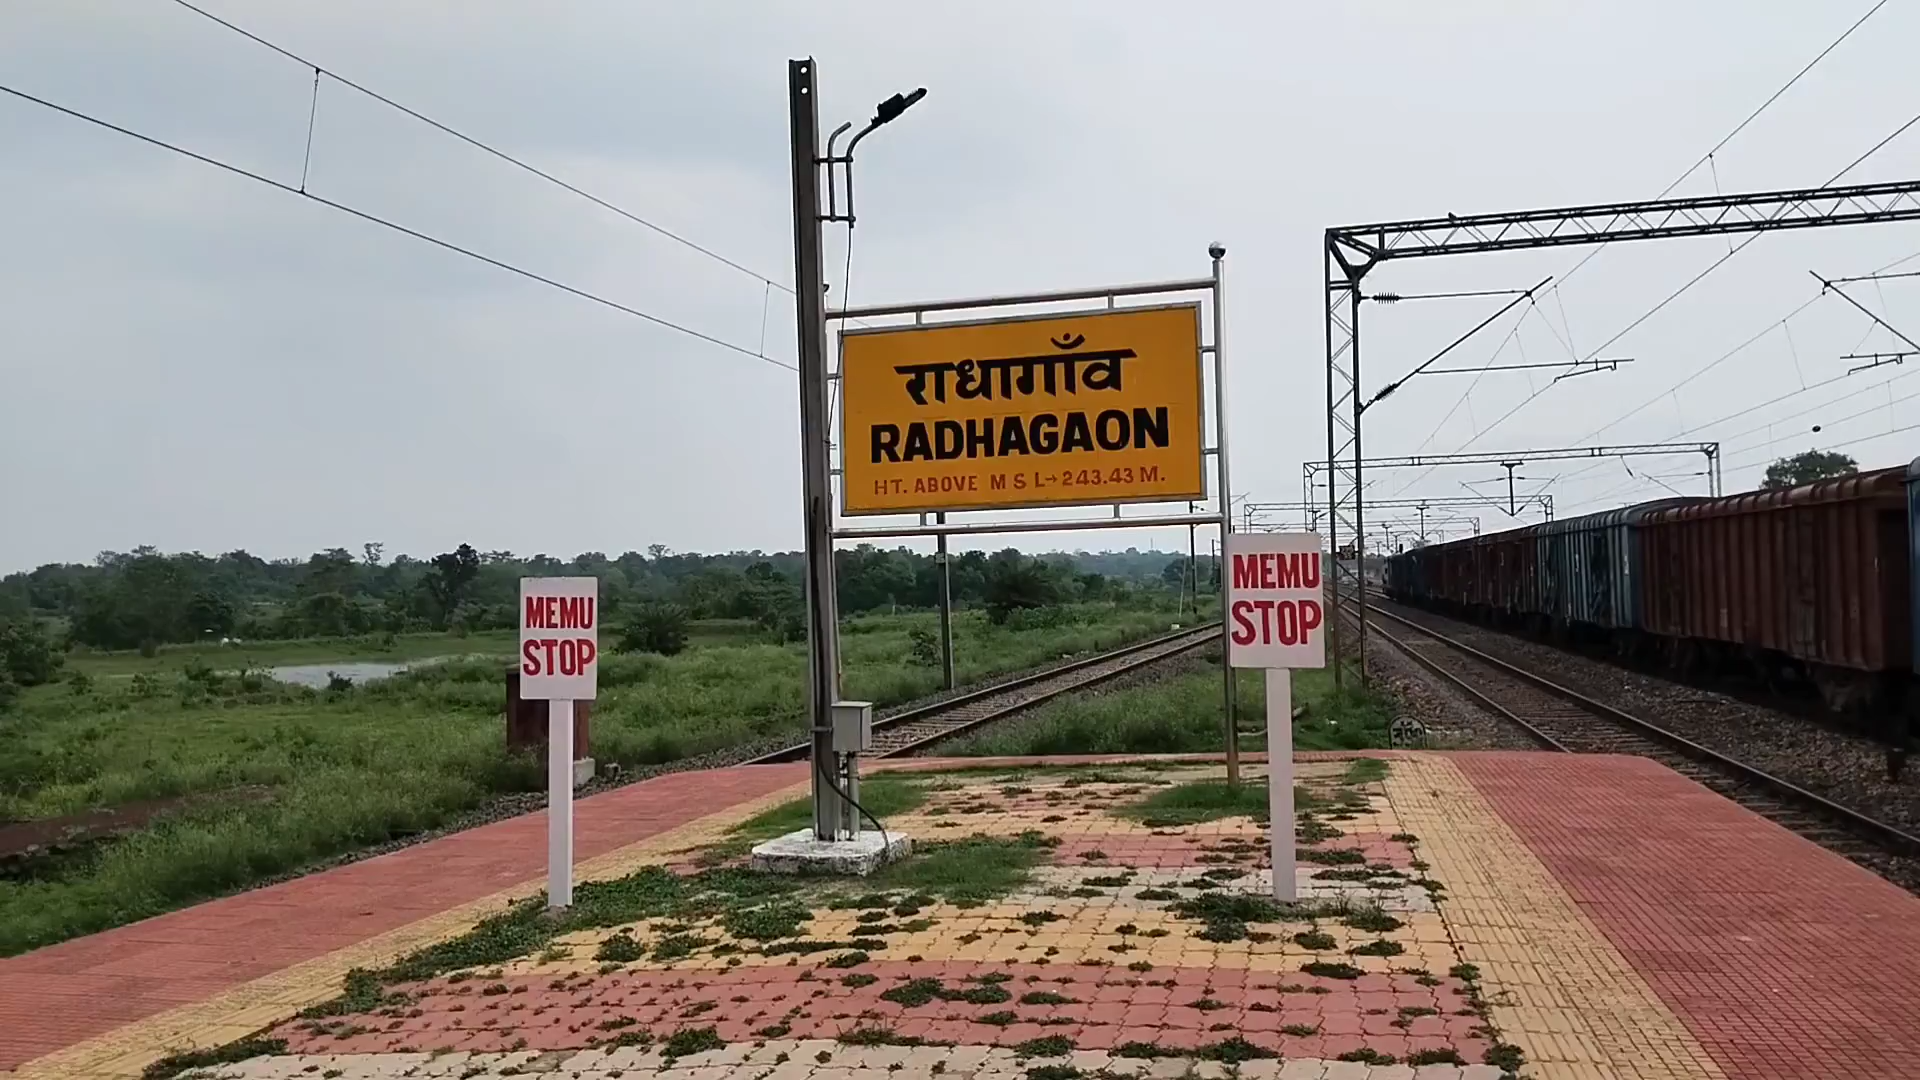 राधागाँव
RADHAGAON
HT. ABOVE M S L→243.43 M.
MEMU
STOP
MEMU
STOP